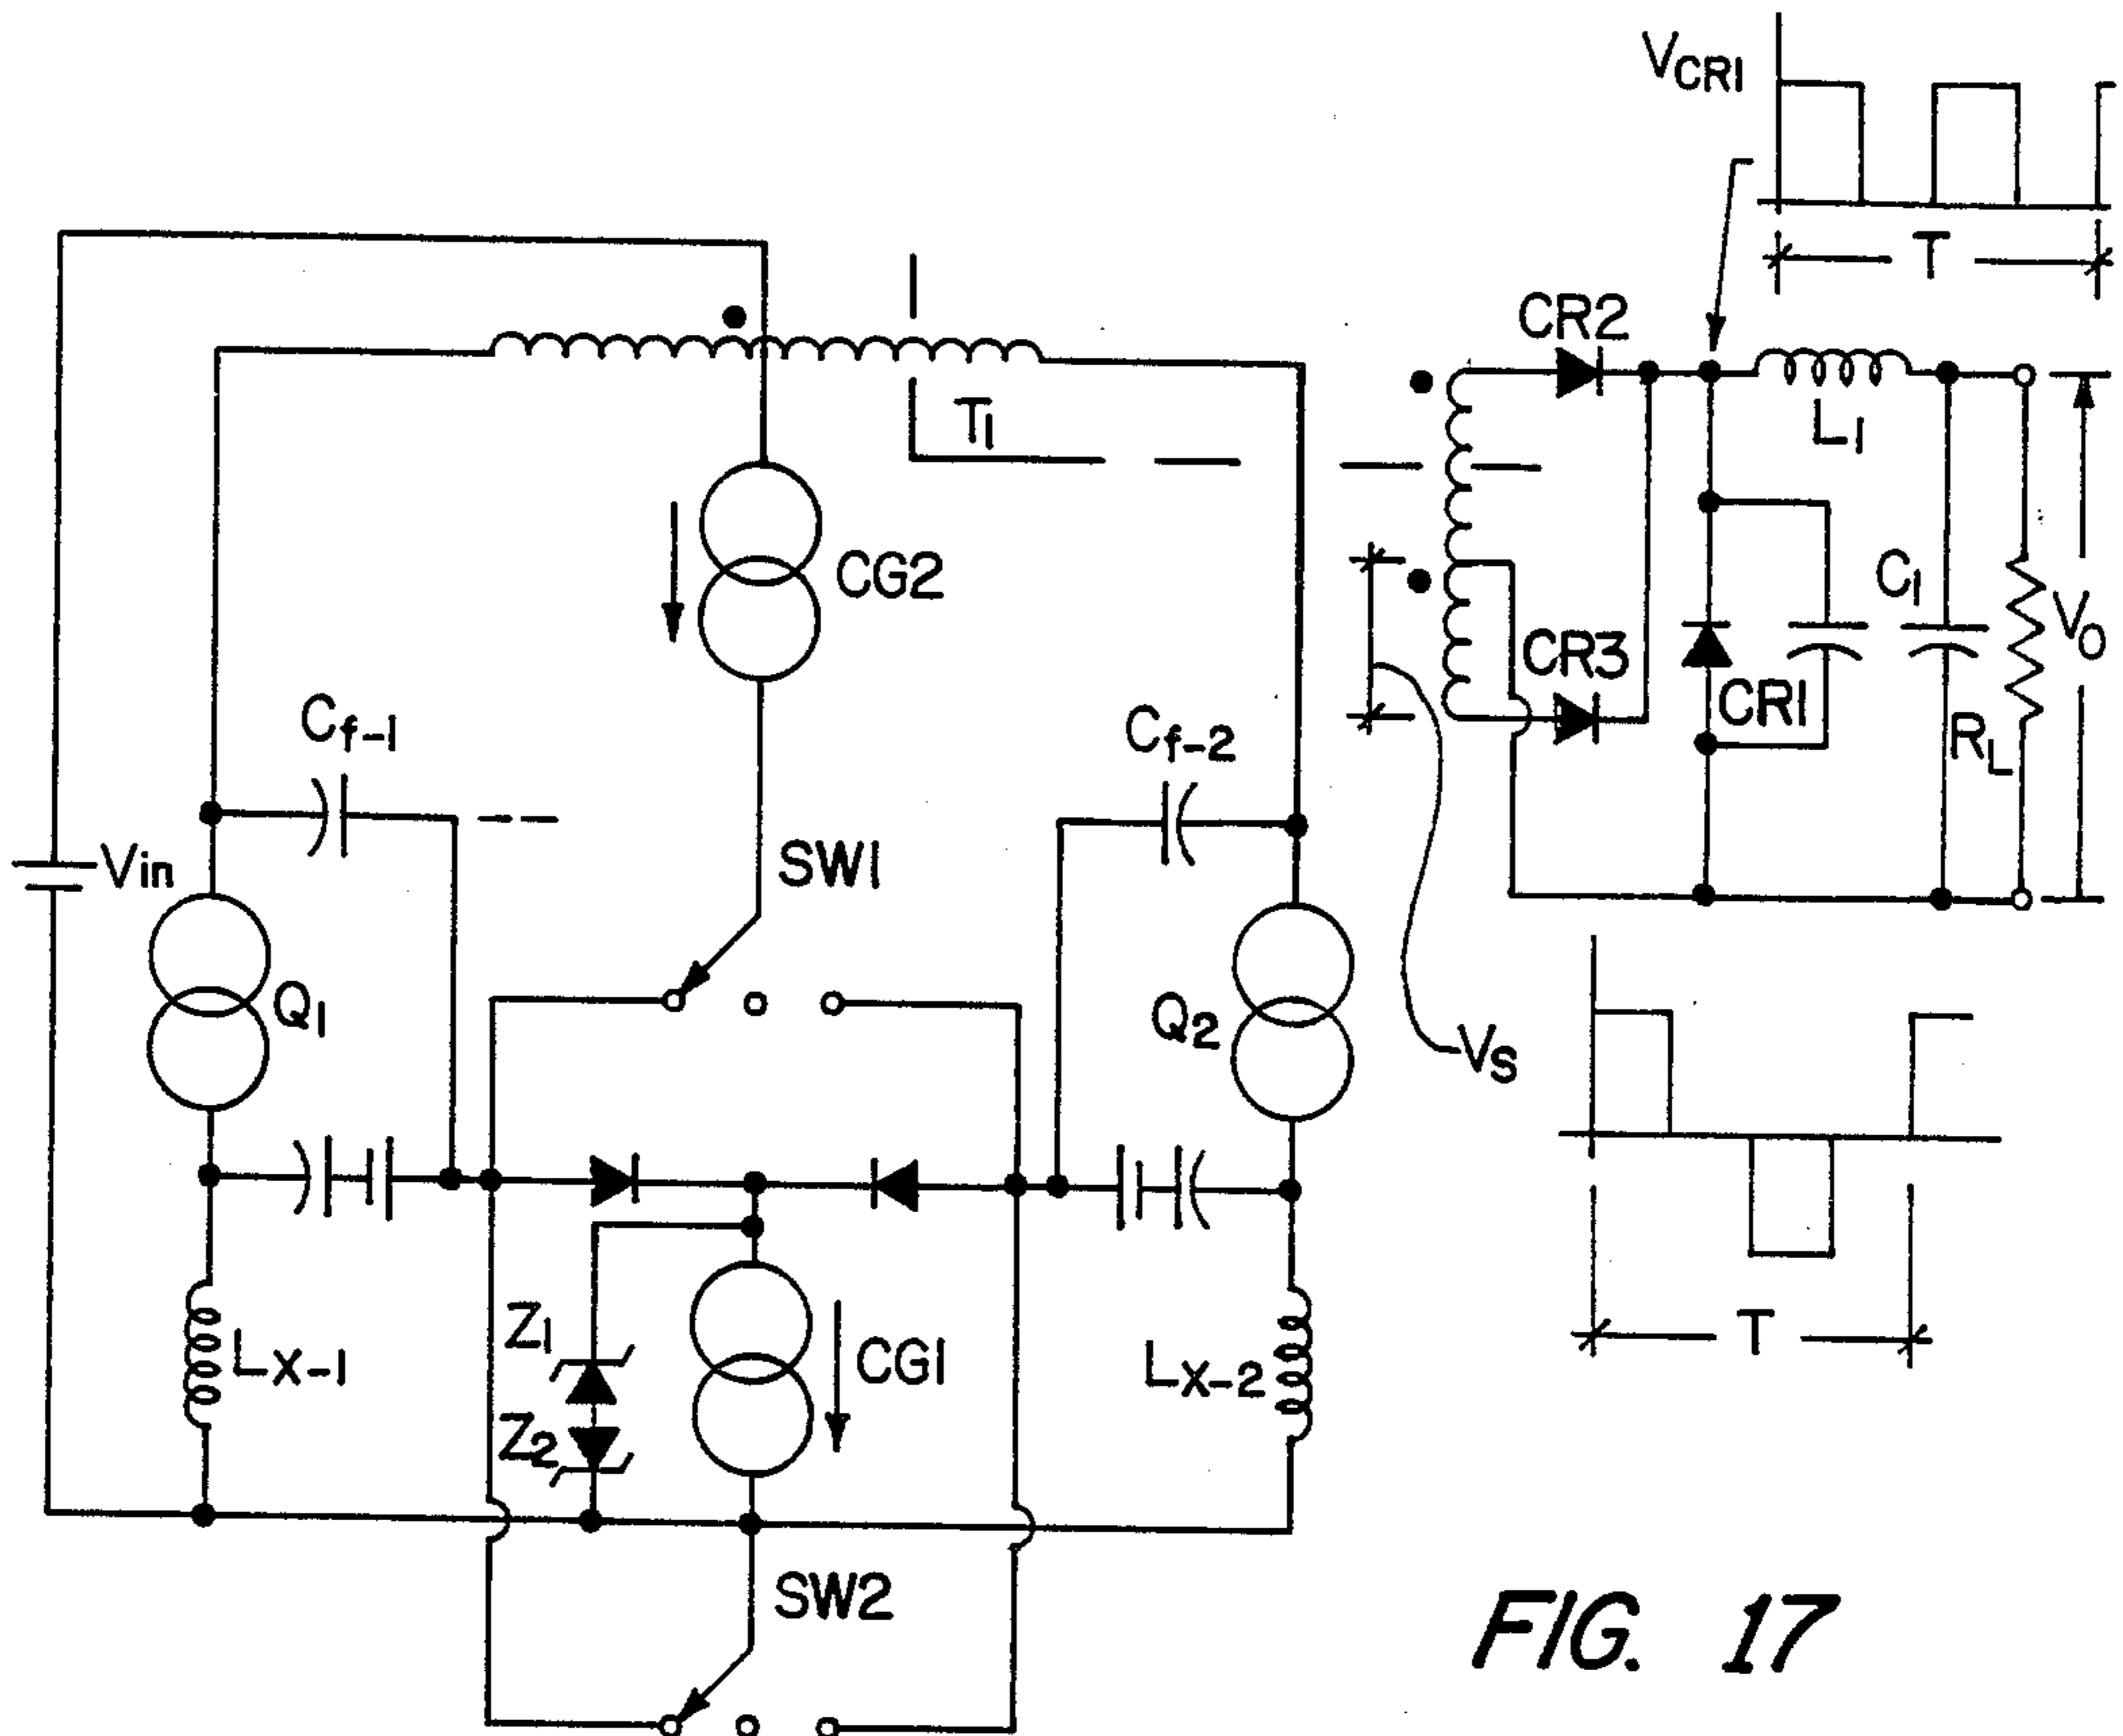 VCR1
T
CR2
T1
L1
CG2
C1
VO
CR3
CR1
RL
Cf-1
Cf-2
SW1
Vin
Q1
Q2
VS
Z1
CG1
LX-1
LX-2
T
Z2
SW2
FIG. 17